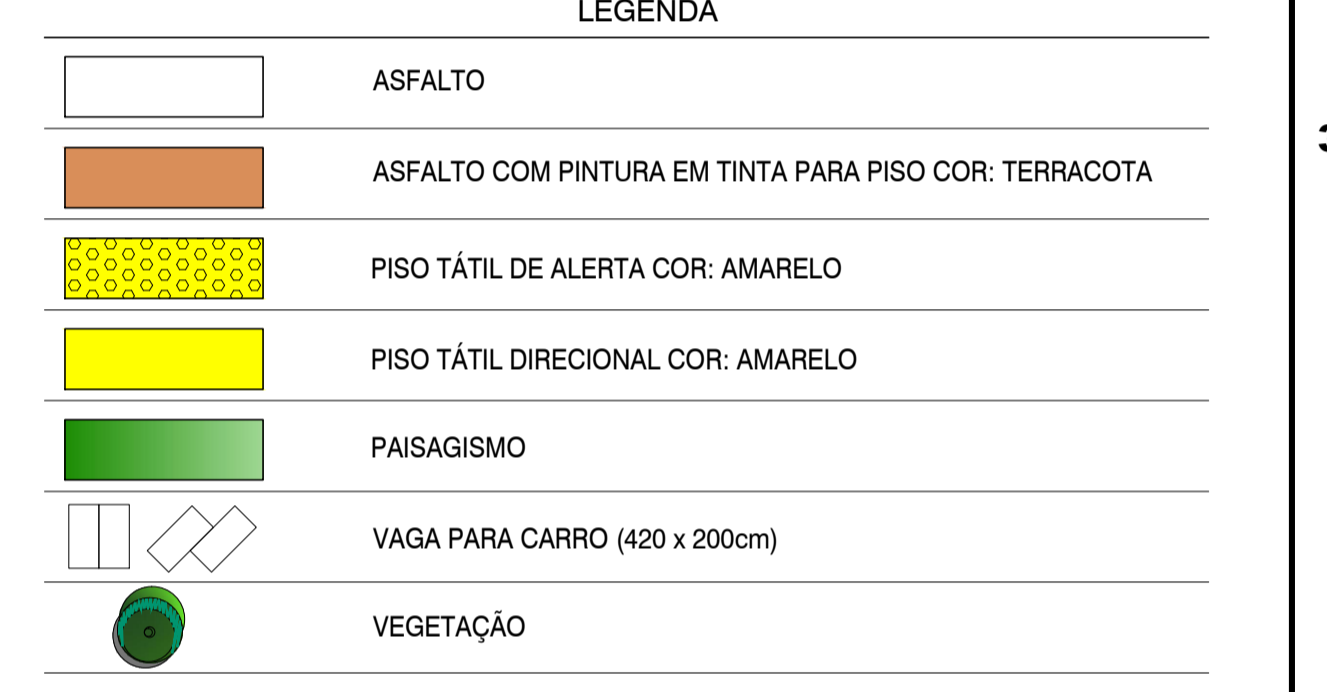 LEGENDA
ASFALTO
ASFALTO COM PINTURA EM TINTA PARA PISO COR: TERRACOTA
PISO TÁTIL DE ALERTA COR: AMARELO
PISO TÁTIL DIRECIONAL COR: AMARELO
PAISAGISMO
VAGA PARA CARRO (420 x 200cm)
VEGETAÇÃO